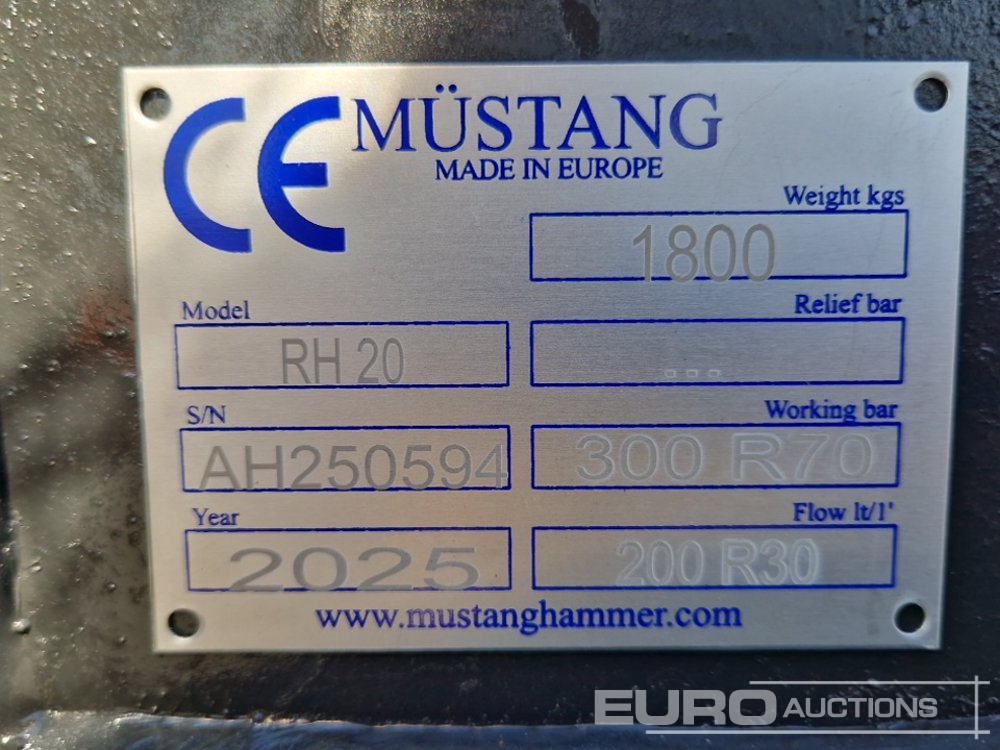 CE MÜSTANG
MADE IN EUROPE
Weight kgs
1800
Model
RH 20
Relief bar
...
S/N
AH250594
Working bar
300 R70
Year
2025
Flow lt/1'
200 R30
www.mustanghammer.com
EURO AUCTIONS